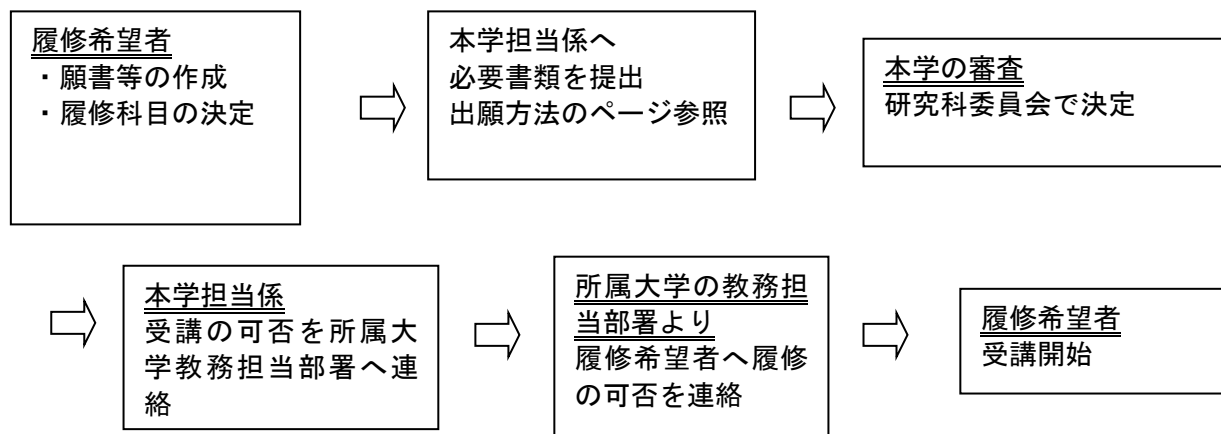 履修希望者
・願書等の作成
・履修科目の決定
本学担当係へ
必要書類を提出
出願方法のページ参照
本学の審査
研究科委員会で決定
本学担当係
受講の可否を所属大
学教務担当部署へ連
絡
所属大学の教務担
当部署より
履修希望者へ履修
の可否を連絡
履修希望者
受講開始